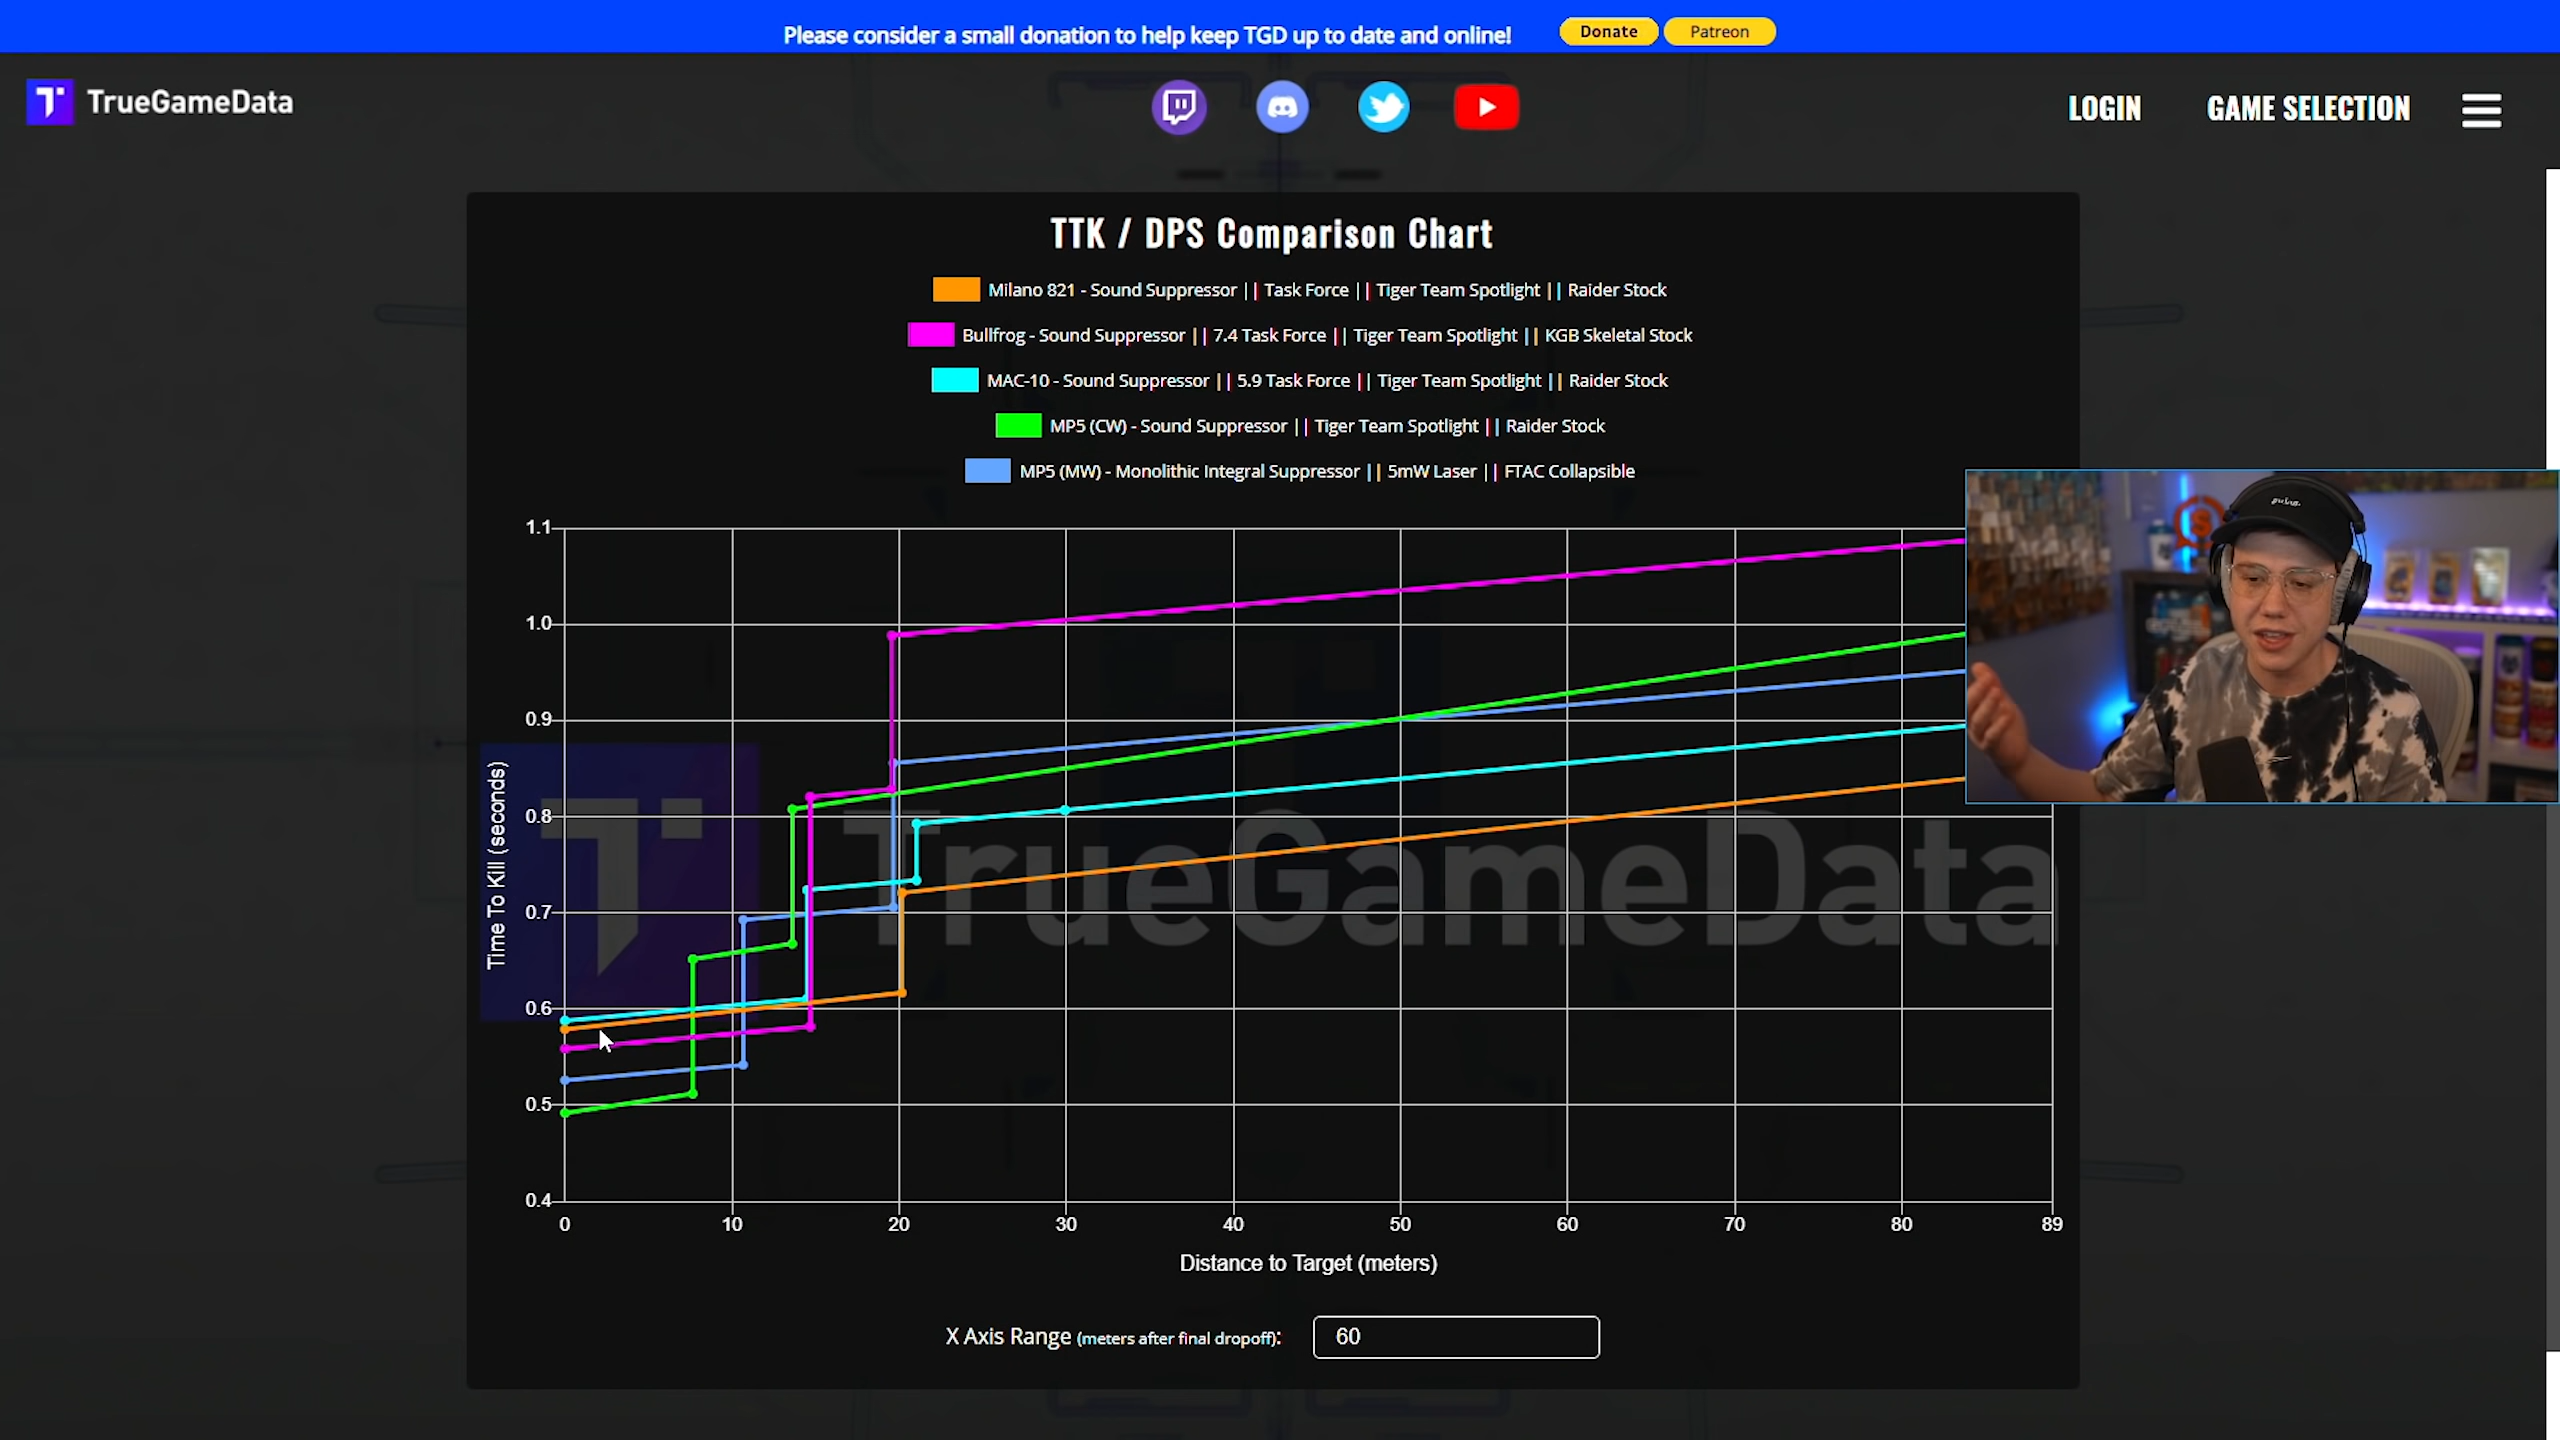 Please consider a small donation to help keep TGD up to date and online! Donate Patreon
TrueGameData
LOGIN GAME SELECTION
TTK / DPS Comparison Chart
Milano 821 - Sound Suppressor || Task Force || Tiger Team Spotlight || Raider Stock
Bullfrog - Sound Suppressor || 7.4 Task Force || Tiger Team Spotlight || KGB Skeletal Stock
MAC-10 - Sound Suppressor || 5.9 Task Force || Tiger Team Spotlight || Raider Stock
MP5 (CW) - Sound Suppressor || Tiger Team Spotlight || Raider Stock
MP5 (MW) - Monolithic Integral Suppressor || 5mW Laser || FTAC Collapsible
1.1
1.0
0.9
0.8
0.7
0.6
0.5
0.4
Time To Kill (seconds)
TrueGameData
0 10 20 30 40 50 60 70 80 89
Distance to Target (meters)
X Axis Range (meters after final dropoff): 60